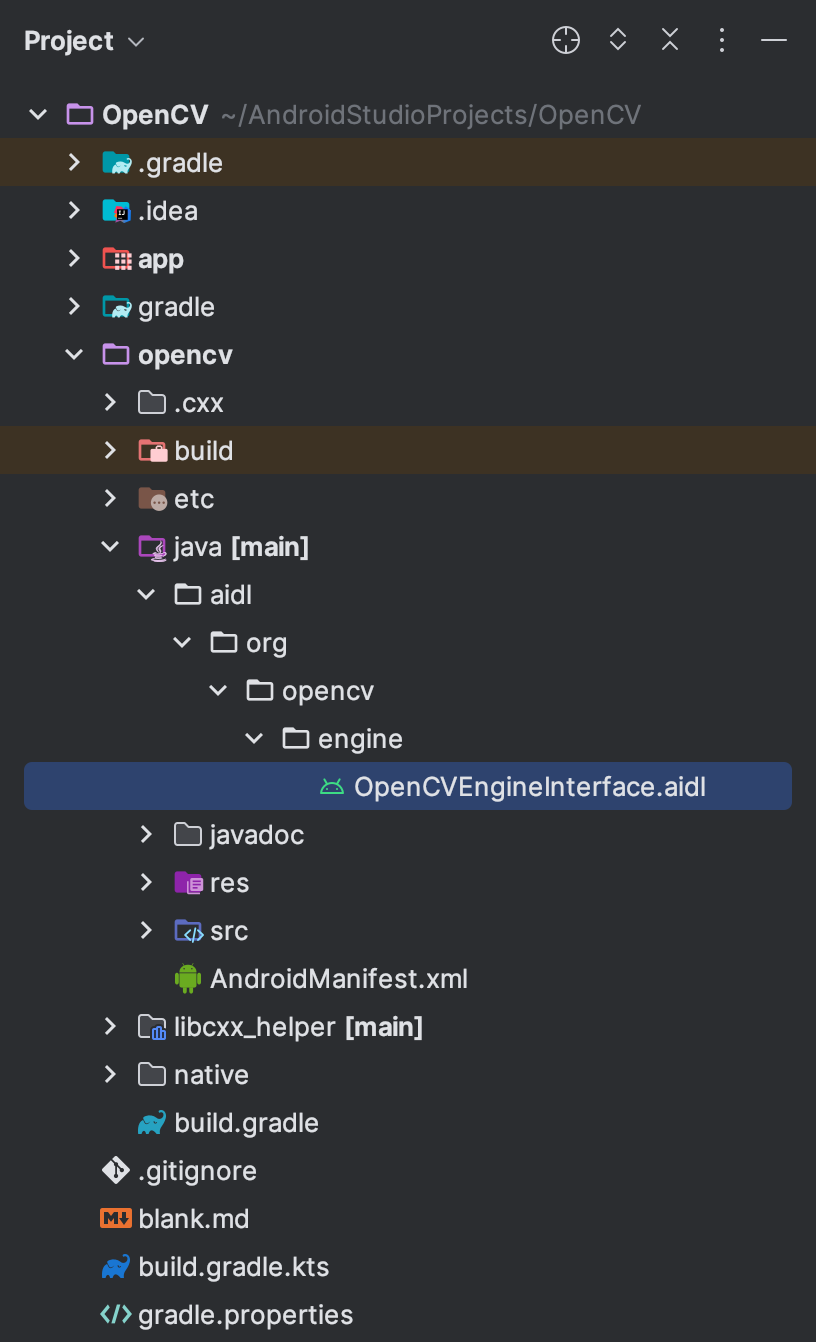 Project
OpenCV ~/AndroidStudioProjects/OpenCV
.gradle
.idea
app
gradle
opencv
.cxx
build
etc
java [main]
aidl
org
opencv
engine
OpenCVEngineInterface.aidl
javadoc
res
src
AndroidManifest.xml
libcxx_helper [main]
native
build.gradle
.gitignore
blank.md
build.gradle.kts
gradle.properties